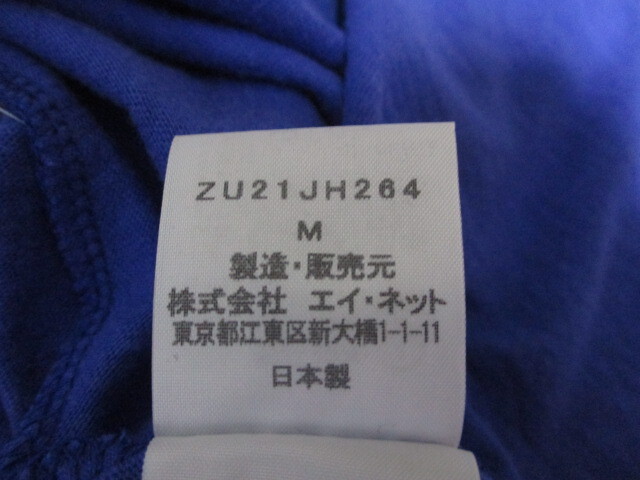 ZU21JH264
M
製造・販売元
株式会社 エイ・ネット
東京都江東区新大橋1-1-11
日本製